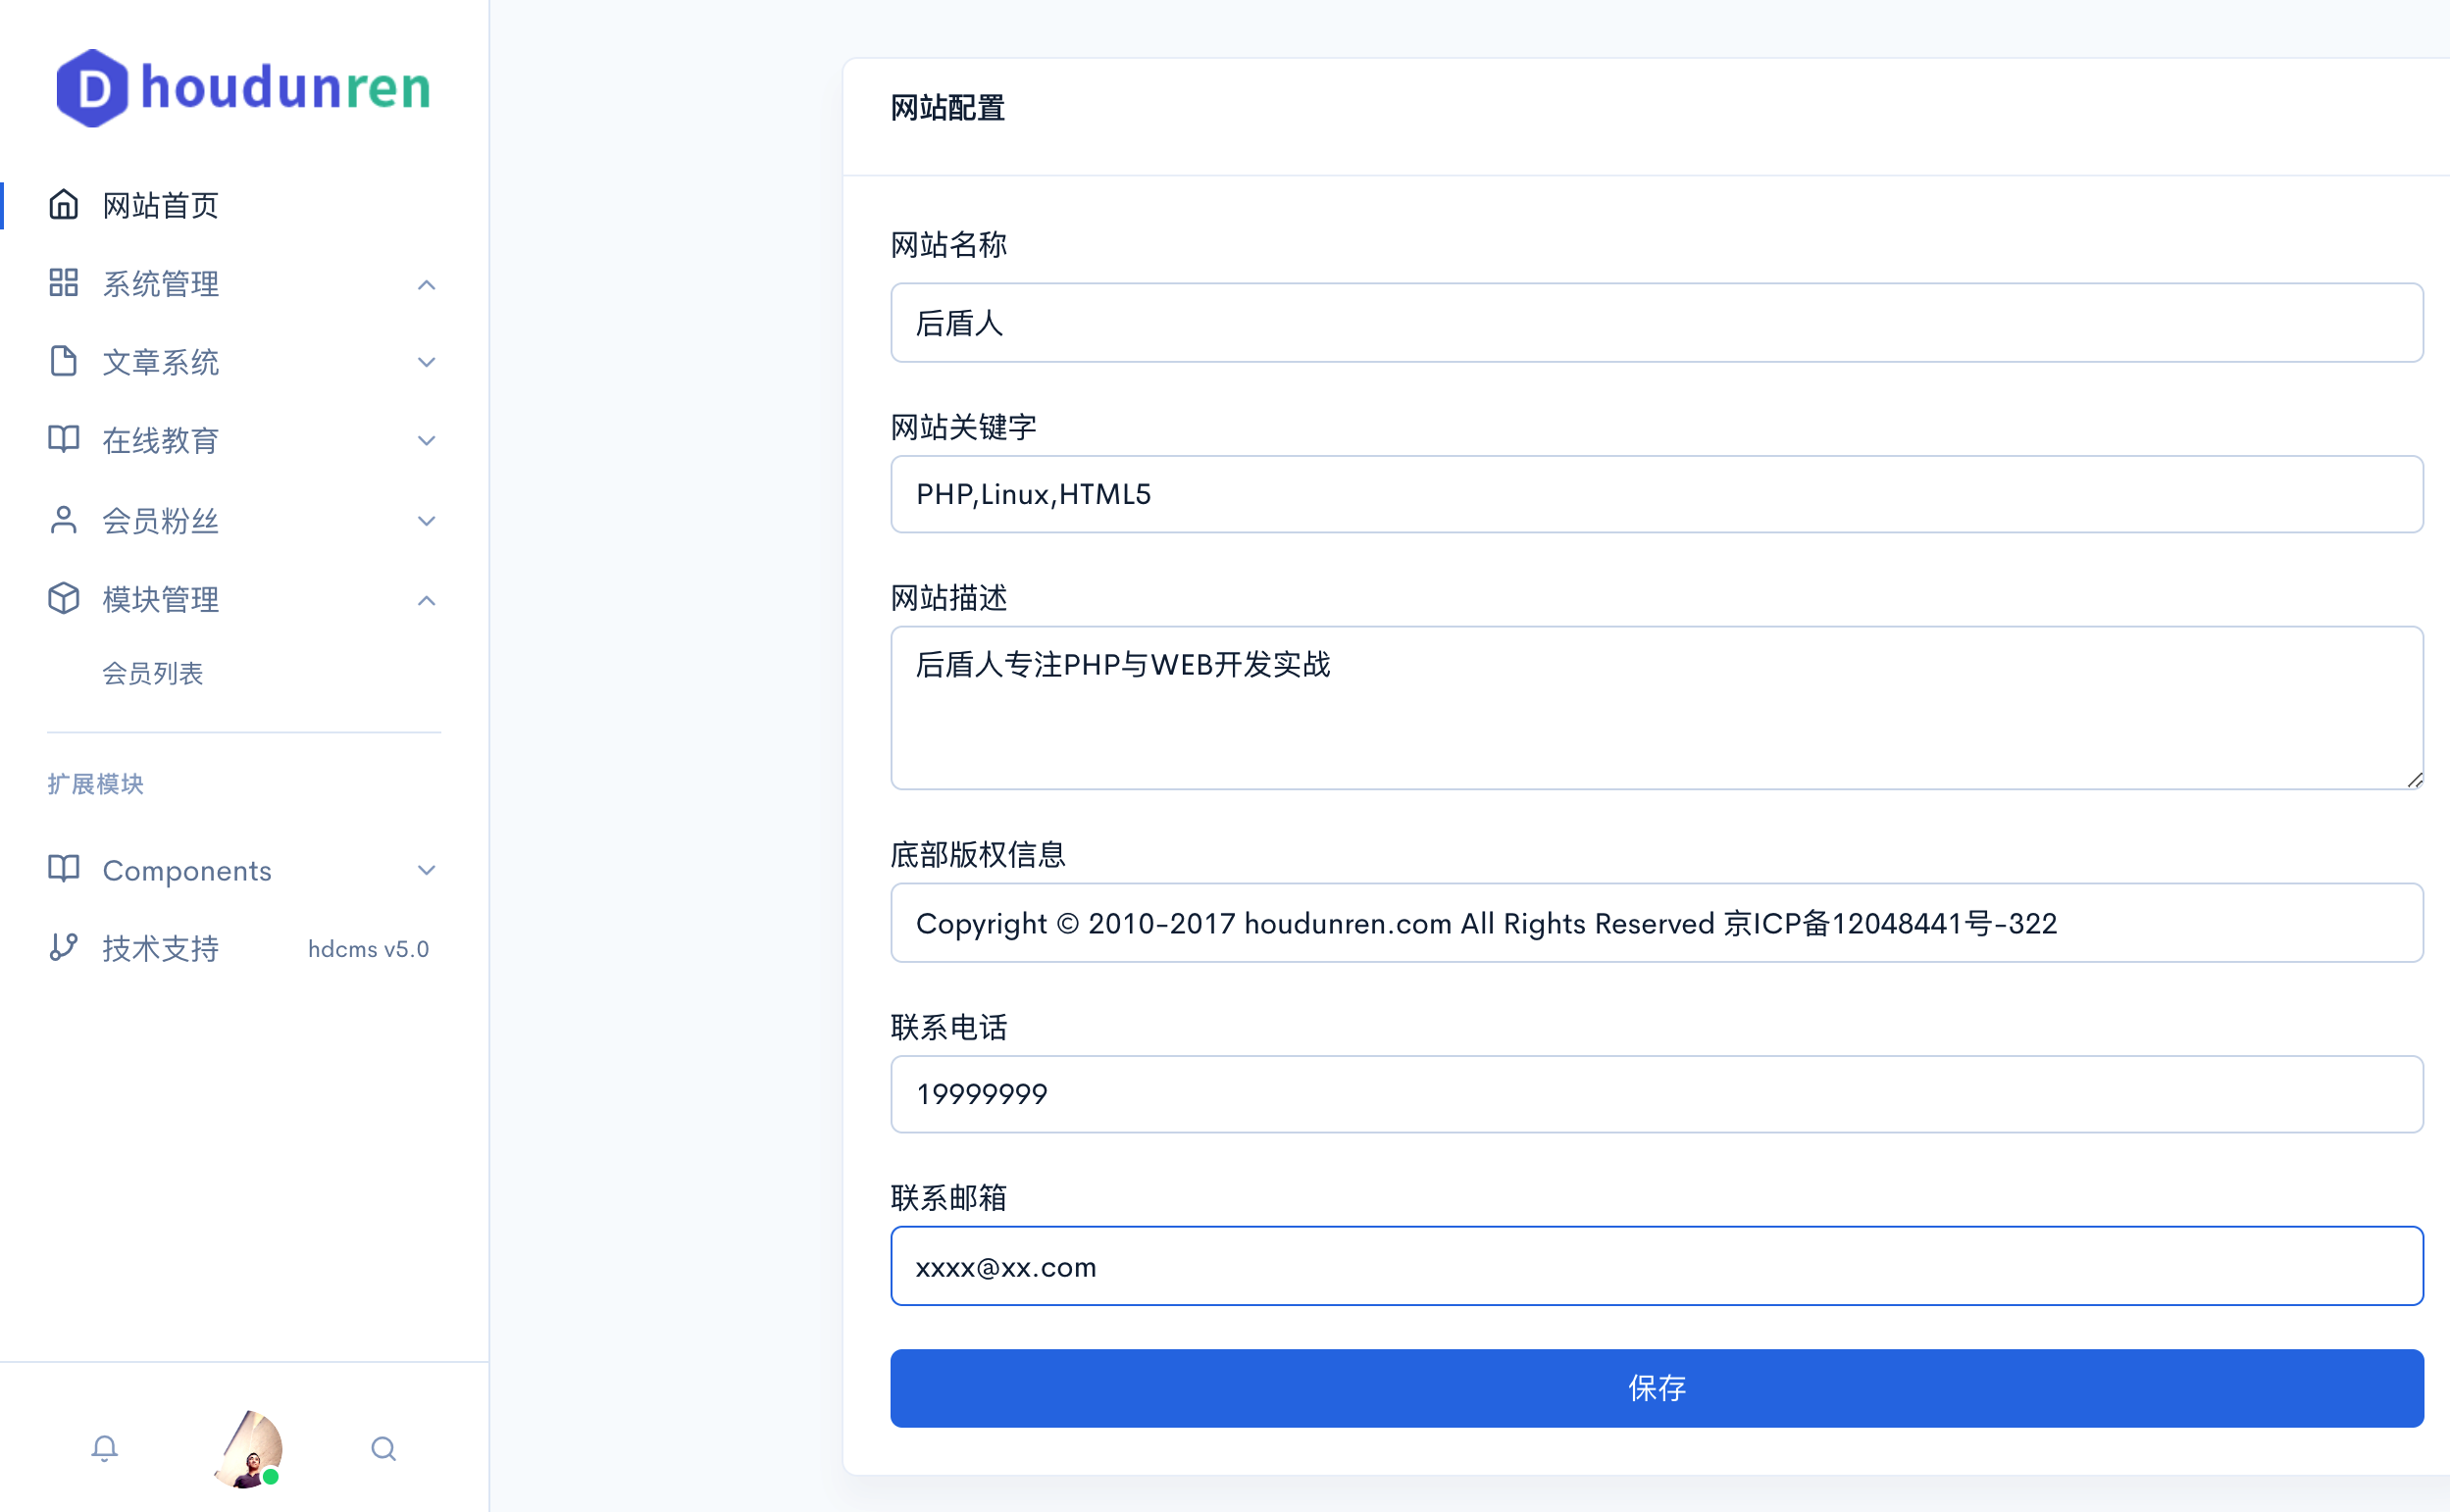 D houdunren
网站首页
系统管理
文章系统
在线教育
会员粉丝
模块管理
会员列表
扩展模块
Components
技术支持 hdcms v5.0
网站配置
网站名称
后盾人
网站关键字
PHP,Linux,HTML5
网站描述
后盾人专注PHP与WEB开发实战
底部版权信息
Copyright © 2010-2017 houdunren.com All Rights Reserved 京ICP备12048441号-322
联系电话
19999999
联系邮箱
xxxx@xx.com
保存